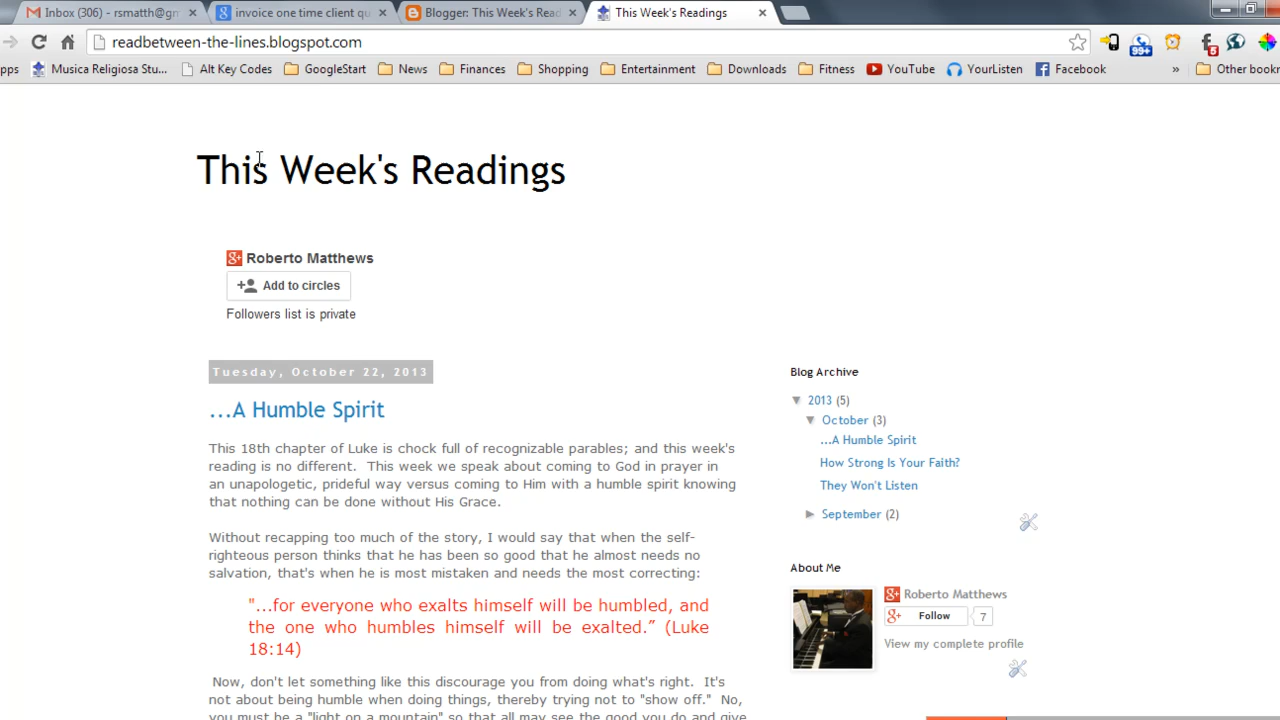 Inbox (306) - rsmatth@gm
invoice one time client qu
Blogger: This Week's Read
This Week's Readings
readbetween-the-lines.blogspot.com
99+
5
pps
Musica Religiosa Stu...
Alt Key Codes
GoogleStart
News
Finances
Shopping
Entertainment
Downloads
Fitness
YouTube
YourListen
Facebook
»
Other bookm
This Week's Readings
Roberto Matthews
Add to circles
Followers list is private
Tuesday, October 22, 2013
...A Humble Spirit
This 18th chapter of Luke is chock full of recognizable parables; and this week's
reading is no different. This week we speak about coming to God in prayer in
an unapologetic, prideful way versus coming to Him with a humble spirit knowing
that nothing can be done without His Grace.
Without recapping too much of the story, I would say that when the self-
righteous person thinks that he has been so good that he almost needs no
salvation, that's when he is most mistaken and needs the most correcting:
"...for everyone who exalts himself will be humbled, and
the one who humbles himself will be exalted.” (Luke
18:14)
Now, don't let something like this discourage you from doing what's right. It's
not about being humble when doing things, thereby trying not to "show off." No,
you must be a "light on a mountain" so that all may see the good you do and give
Blog Archive
▼ 2013 (5)
▼ October (3)
...A Humble Spirit
How Strong Is Your Faith?
They Won't Listen
► September (2)
About Me
Roberto Matthews
Follow 7
View my complete profile